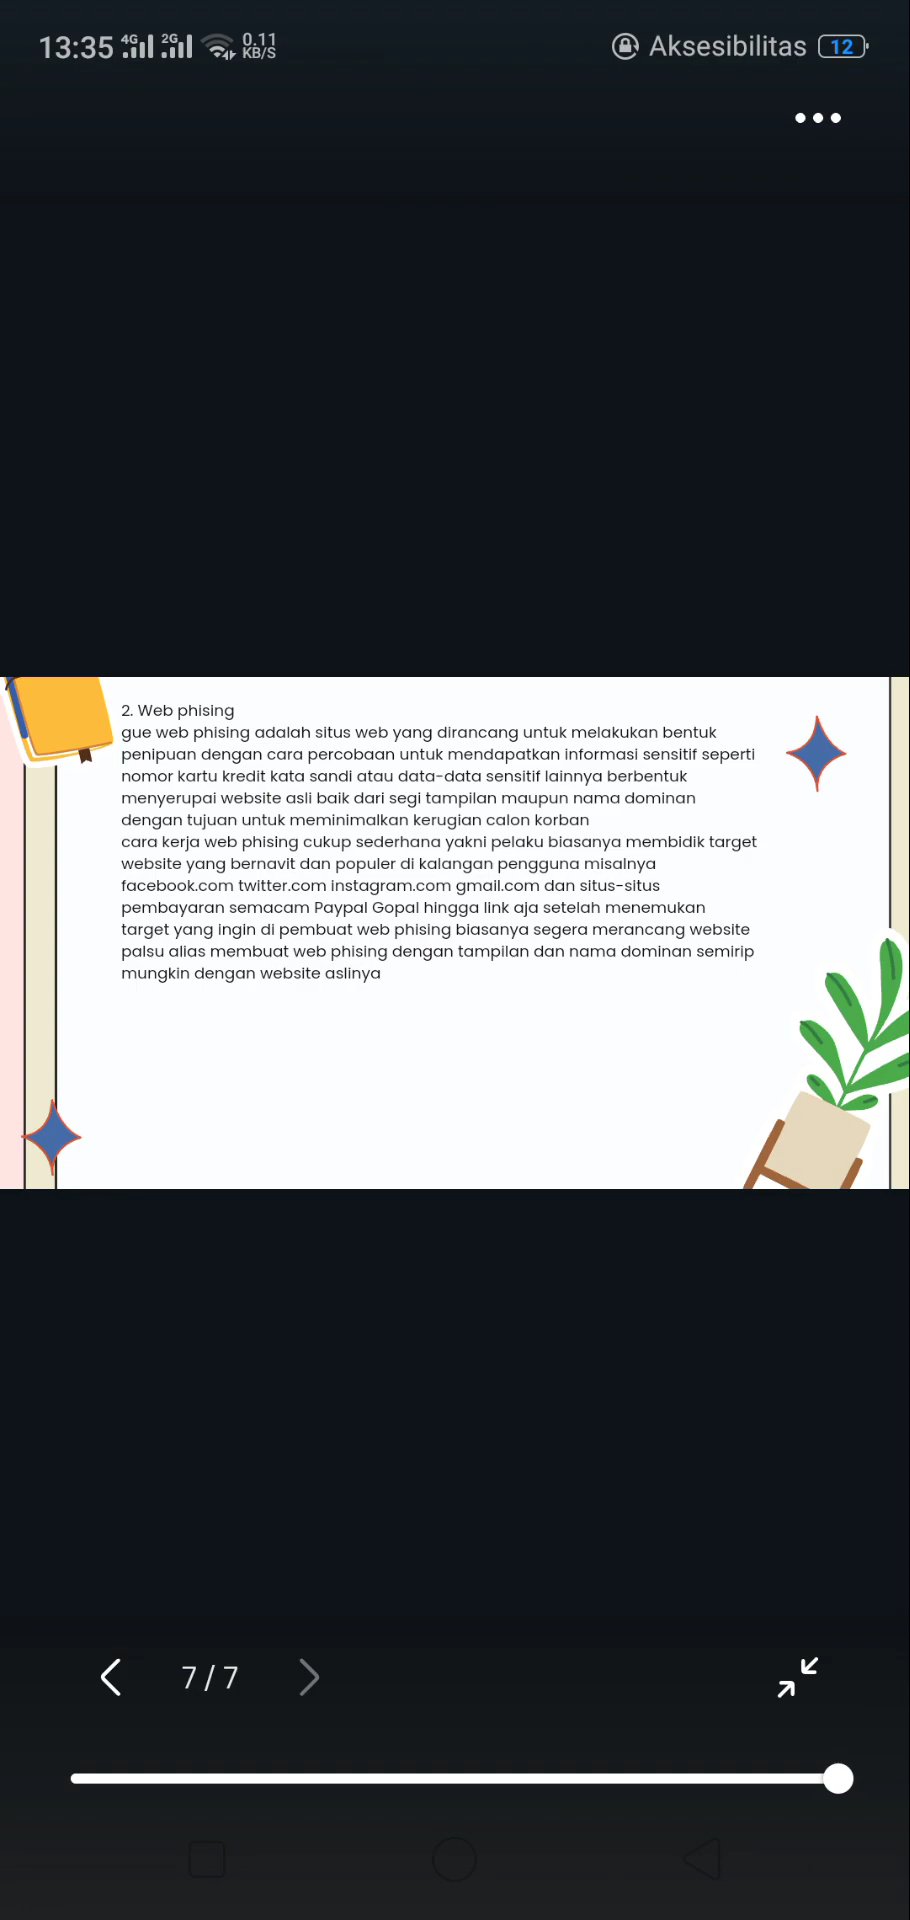 13:35 4G 2G 0.11 KB/S Aksesibilitas 12
2. Web phising
gue web phising adalah situs web yang dirancang untuk melakukan bentuk
penipuan dengan cara percobaan untuk mendapatkan informasi sensitif seperti
nomor kartu kredit kata sandi atau data-data sensitif lainnya berbentuk
menyerupai website asli baik dari segi tampilan maupun nama dominan
dengan tujuan untuk meminimalkan kerugian calon korban
cara kerja web phising cukup sederhana yakni pelaku biasanya membidik target
website yang bernavit dan populer di kalangan pengguna misalnya
facebook.com twitter.com instagram.com gmail.com dan situs-situs
pembayaran semacam Paypal Gopal hingga link aja setelah menemukan
target yang ingin di pembuat web phising biasanya segera merancang website
palsu alias membuat web phising dengan tampilan dan nama dominan semirip
mungkin dengan website aslinya
7 / 7